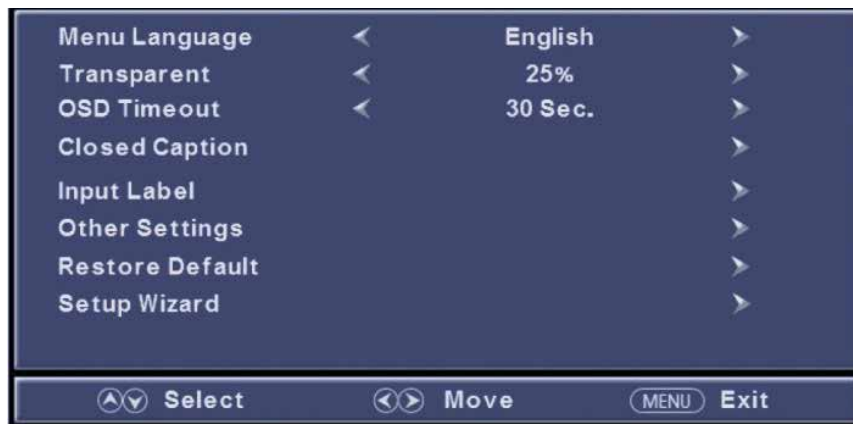 Menu Language English
Transparent 25%
OSD Timeout 30 Sec.
Closed Caption
Input Label
Other Settings
Restore Default
Setup Wizard
Select Move MENU Exit